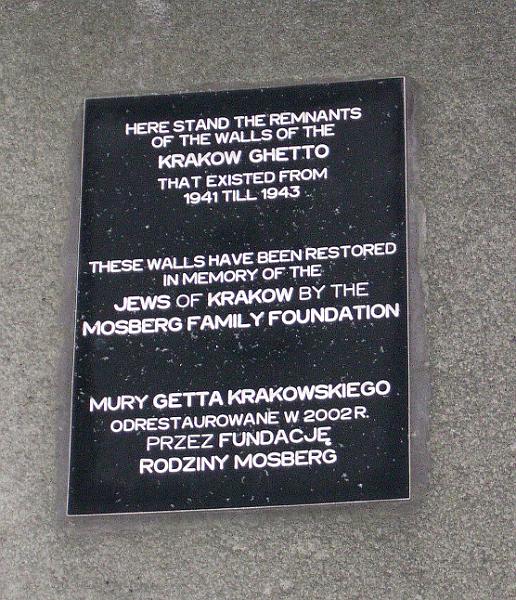 HERE STAND THE REMNANTS
OF THE WALLS OF THE
KRAKOW GHETTO
THAT EXISTED FROM
1941 TILL 1943
THESE WALLS HAVE BEEN RESTORED
IN MEMORY OF THE
JEWS OF KRAKOW BY THE
MOSBERG FAMILY FOUNDATION
MURY GETTA KRAKOWSKIEGO
ODRESTAUROWANE W 2002R.
PRZEZ FUNDACJĘ
RODZINY MOSBERG